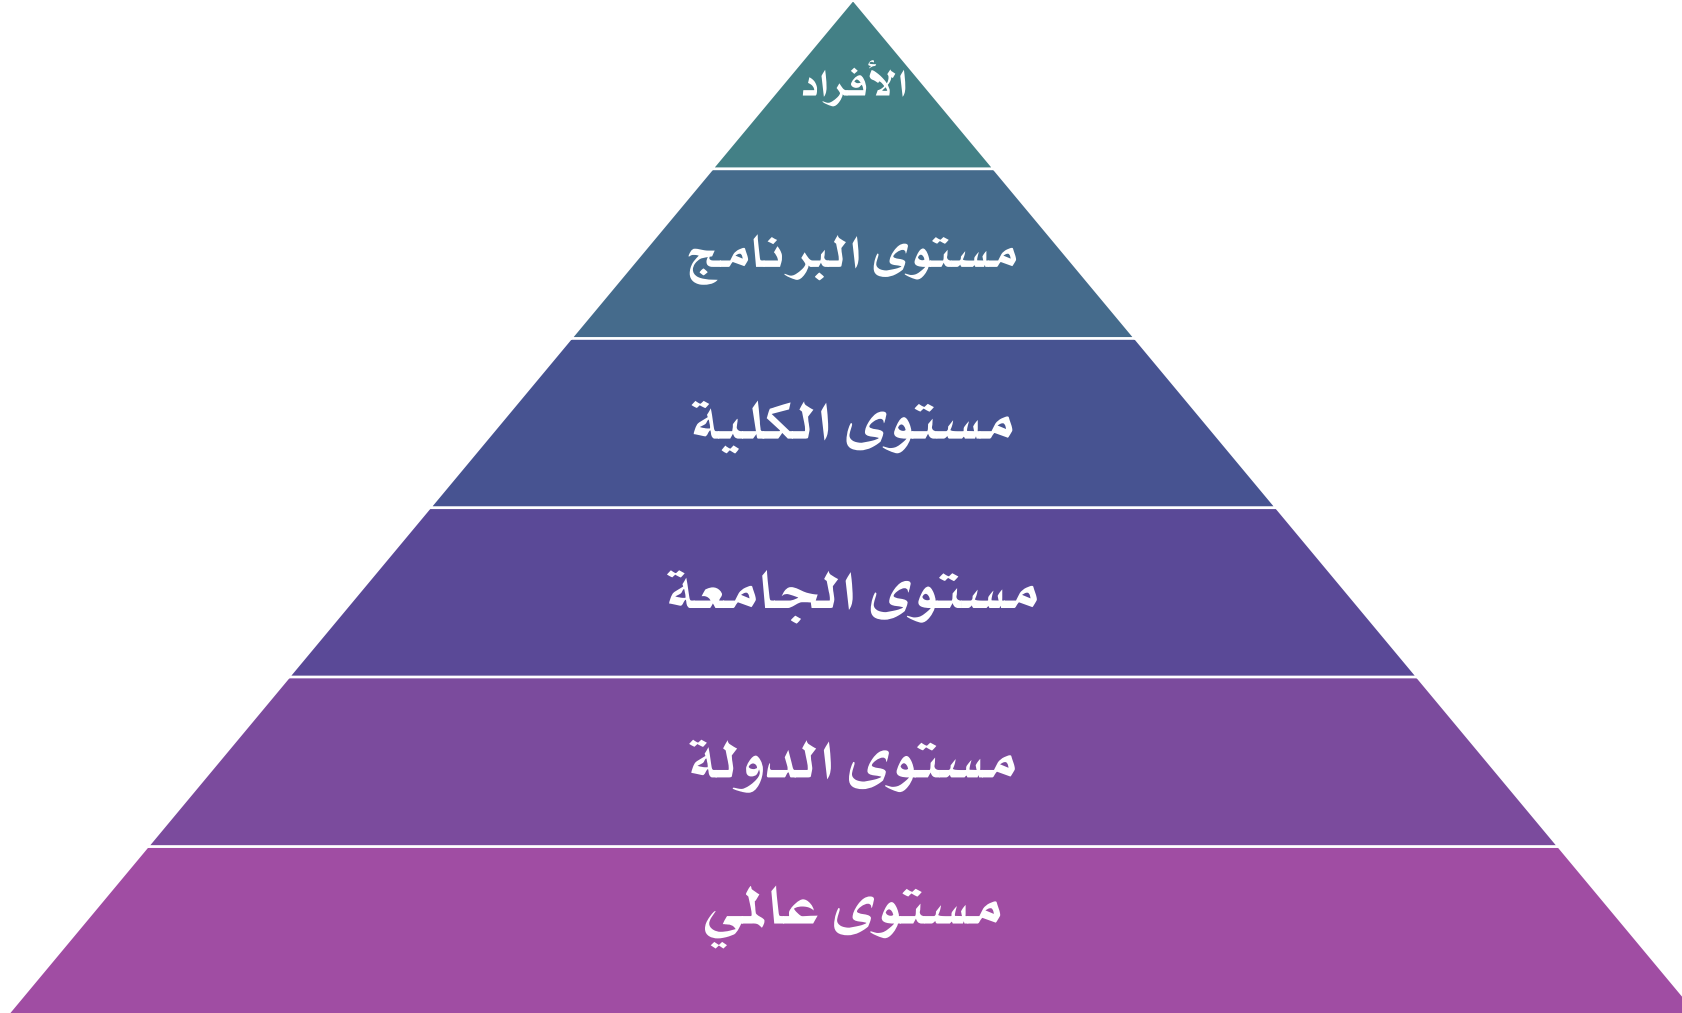 الأفراد
مستوى البرنامج
مستوى الكلية
مستوى الجامعة
مستوى الدولة
مستوى عالمي